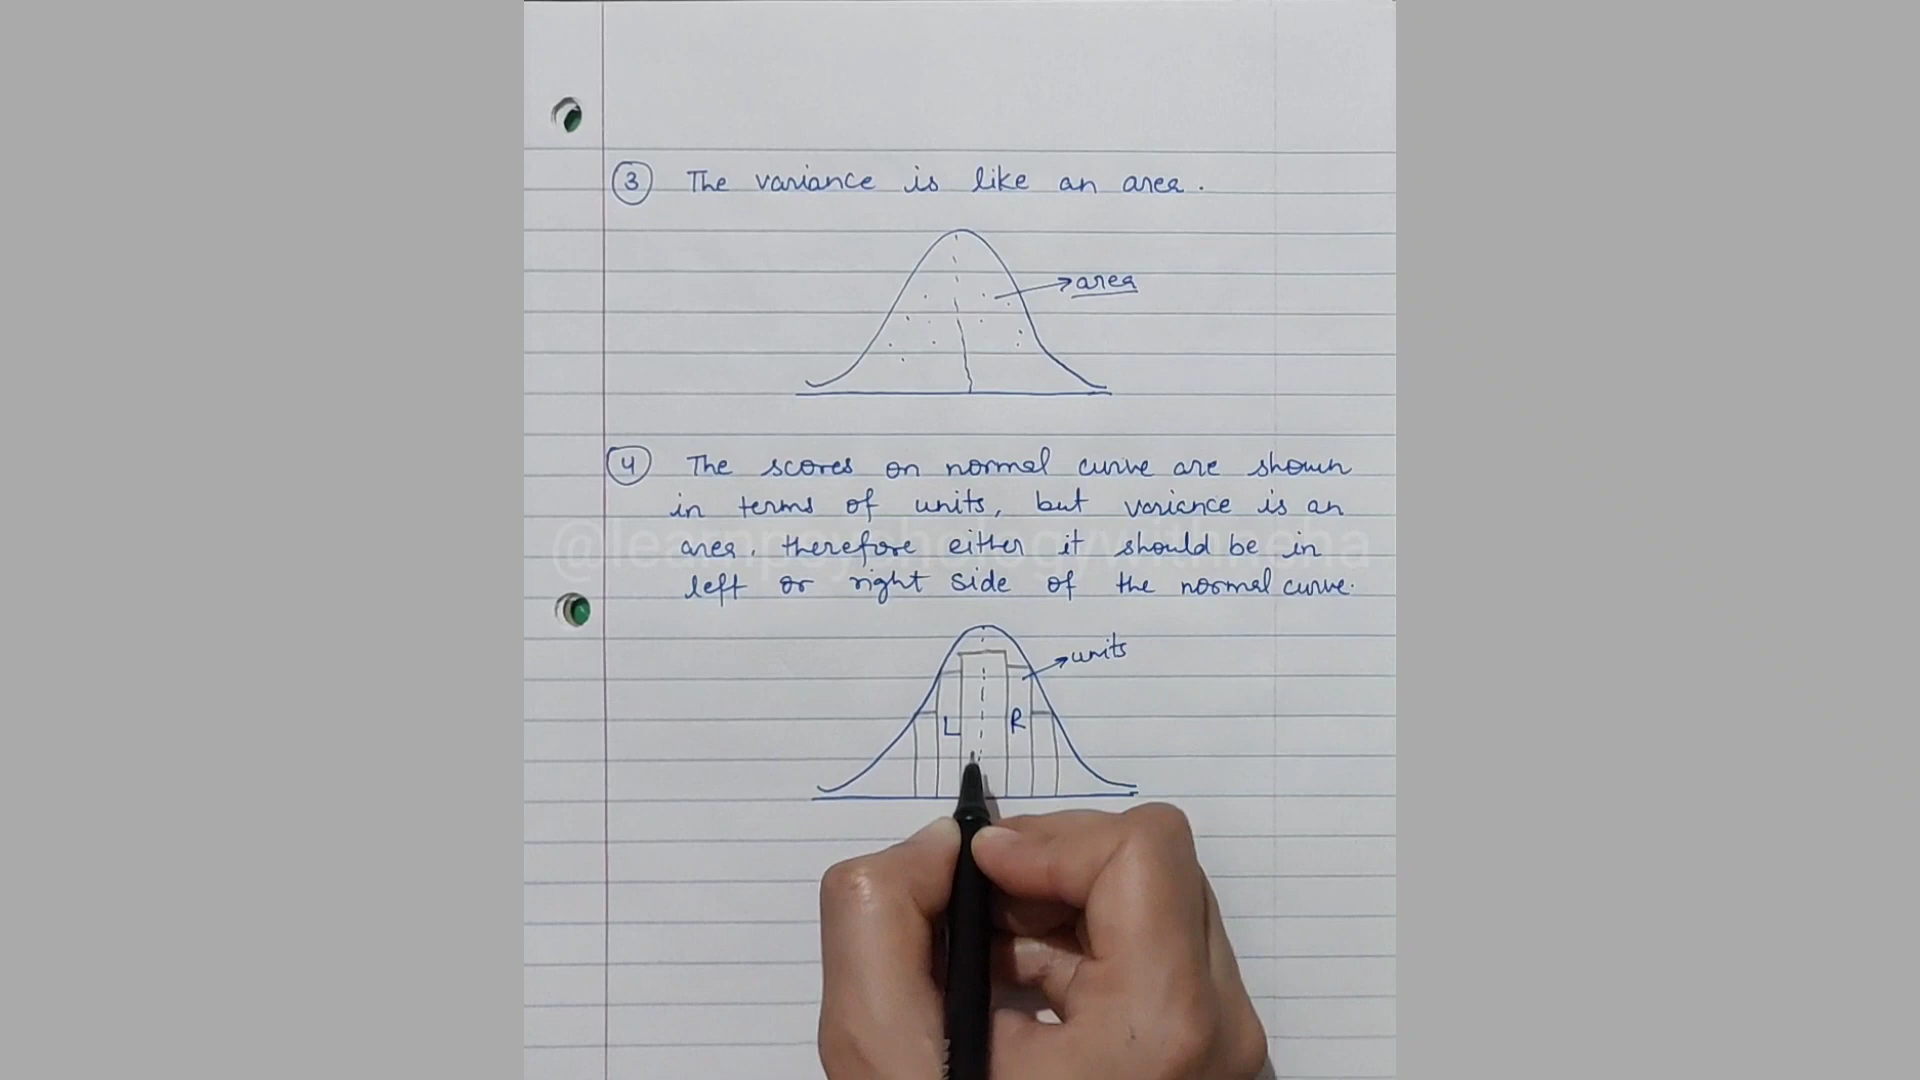 3 The variance is like an area.
area
4 The scores on normal curve are shown
in terms of units, but variance is an
area, therefore either it should be in
@learnpsychologywithneha
left or right side of the normal curve.
units
L R